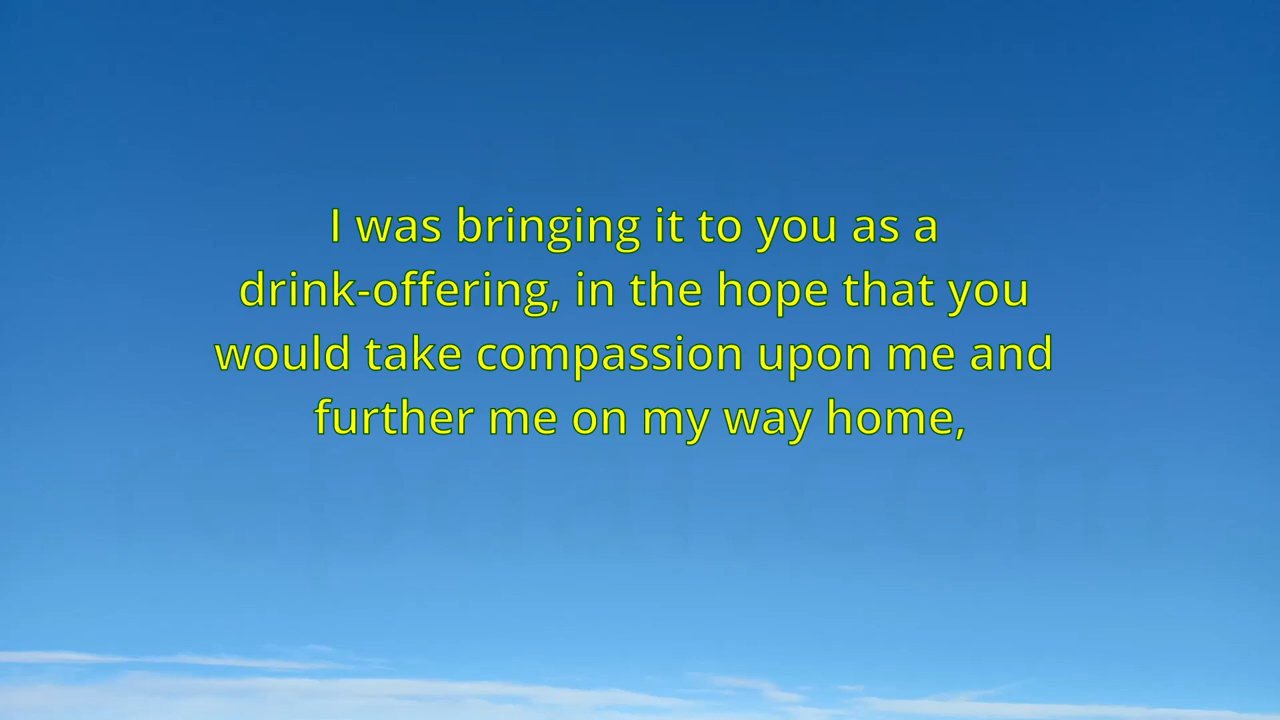 I was bringing it to you as a
drink-offering, in the hope that you
would take compassion upon me and
further me on my way home,